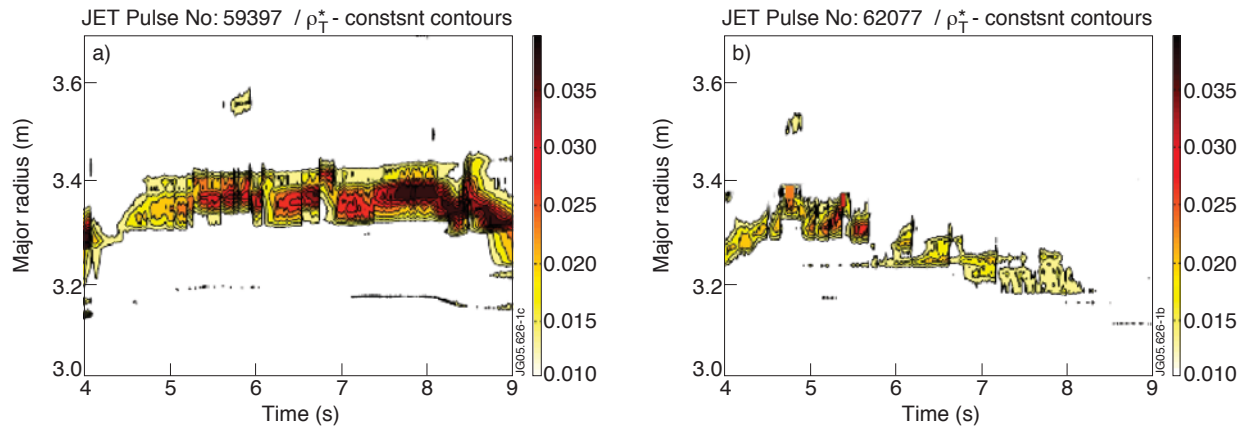 JET Pulse No: 59397 / ρ*T - constsnt contours
a)
Major radius (m)
3.6
3.4
3.2
3.0
4 5 6 7 8 9
Time (s)
0.035
0.030
0.025
0.020
0.015
0.010
JG05.626-1c
JET Pulse No: 62077 / ρ*T - constsnt contours
b)
Major radius (m)
3.6
3.4
3.2
3.0
4 5 6 7 8 9
Time (s)
0.035
0.030
0.025
0.020
0.015
0.010
JG05.626-1b